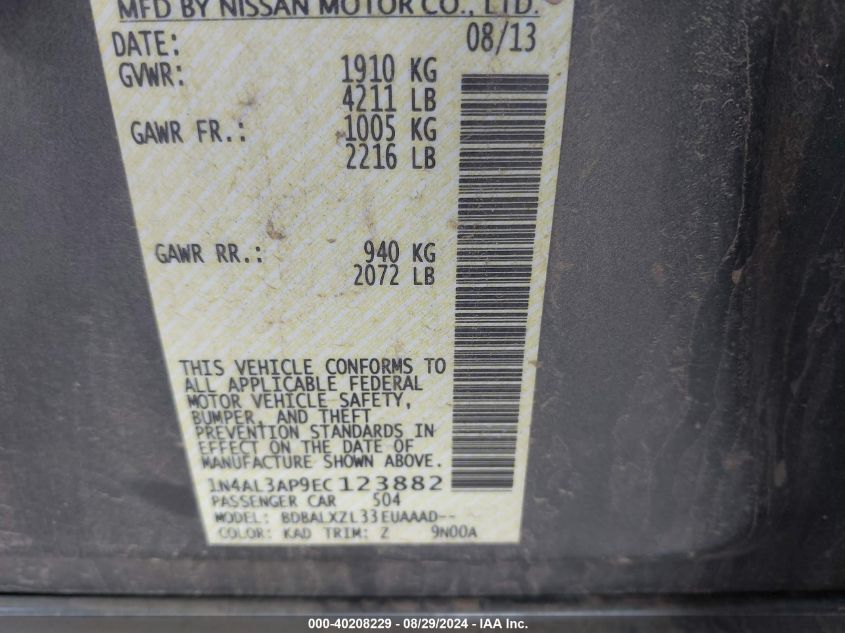 MFD BY NISSAN MOTOR CO., LTD.
DATE: 08/13
GVWR: 1910 KG
4211 LB
GAWR FR.: 1005 KG
2216 LB
GAWR RR.: 940 KG
2072 LB
THIS VEHICLE CONFORMS TO
ALL APPLICABLE FEDERAL
MOTOR VEHICLE SAFETY,
BUMPER, AND THEFT
PREVENTION STANDARDS IN
EFFECT ON THE DATE OF
MANUFACTURE SHOWN ABOVE.
1N4AL3AP9EC123882
PASSENGER CAR 504
MODEL: BDBALXZL33EUAAAD--
COLOR: KAD TRIM: Z 9N00A
000-40208229 - 08/29/2024 - IAA Inc.